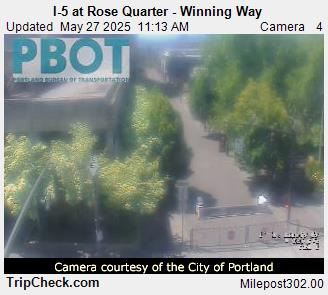 I-5 at Rose Quarter - Winning Way
Updated May 27 2025 11:13 AM Camera 4
PBOT
PORTLAND BUREAU OF TRANSPORTATION
Camera courtesy of the City of Portland
TripCheck.com Milepost302.00